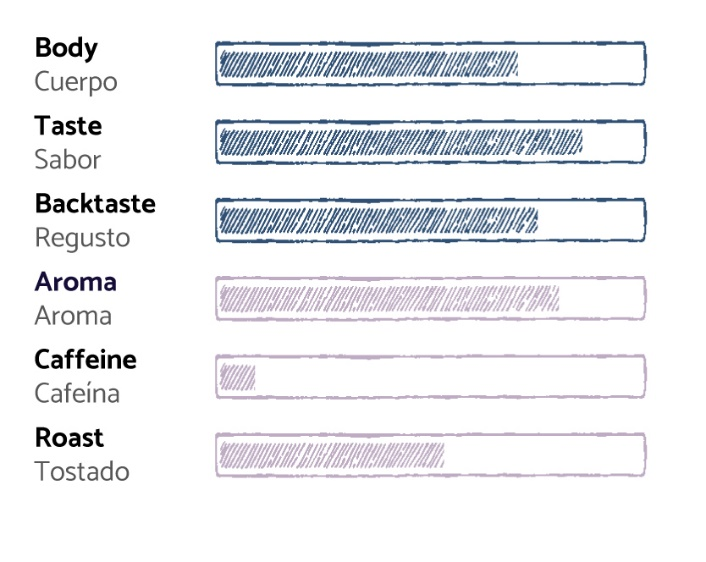 Body
Cuerpo
Taste
Sabor
Backtaste
Regusto
Aroma
Aroma
Caffeine
Cafeína
Roast
Tostado